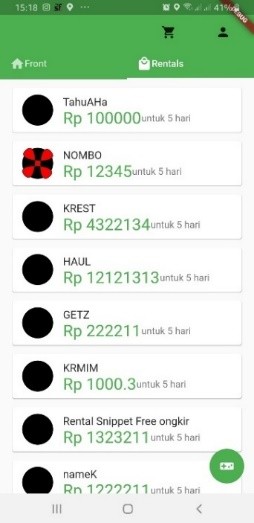 15:18
41%
DEBUG
Front
Rentals
TahuAHa
Rp 100000untuk 5 hari
NOMBO
Rp 12345untuk 5 hari
KREST
Rp 4322134untuk 5 hari
HAUL
Rp 12121313untuk 5 hari
GETZ
Rp 222211untuk 5 hari
KRMIM
Rp 1000.3untuk 5 hari
Rental Snippet Free ongkir
Rp 1323211untuk 5 hari
nameK
Rp 1222211untuk 5 hari